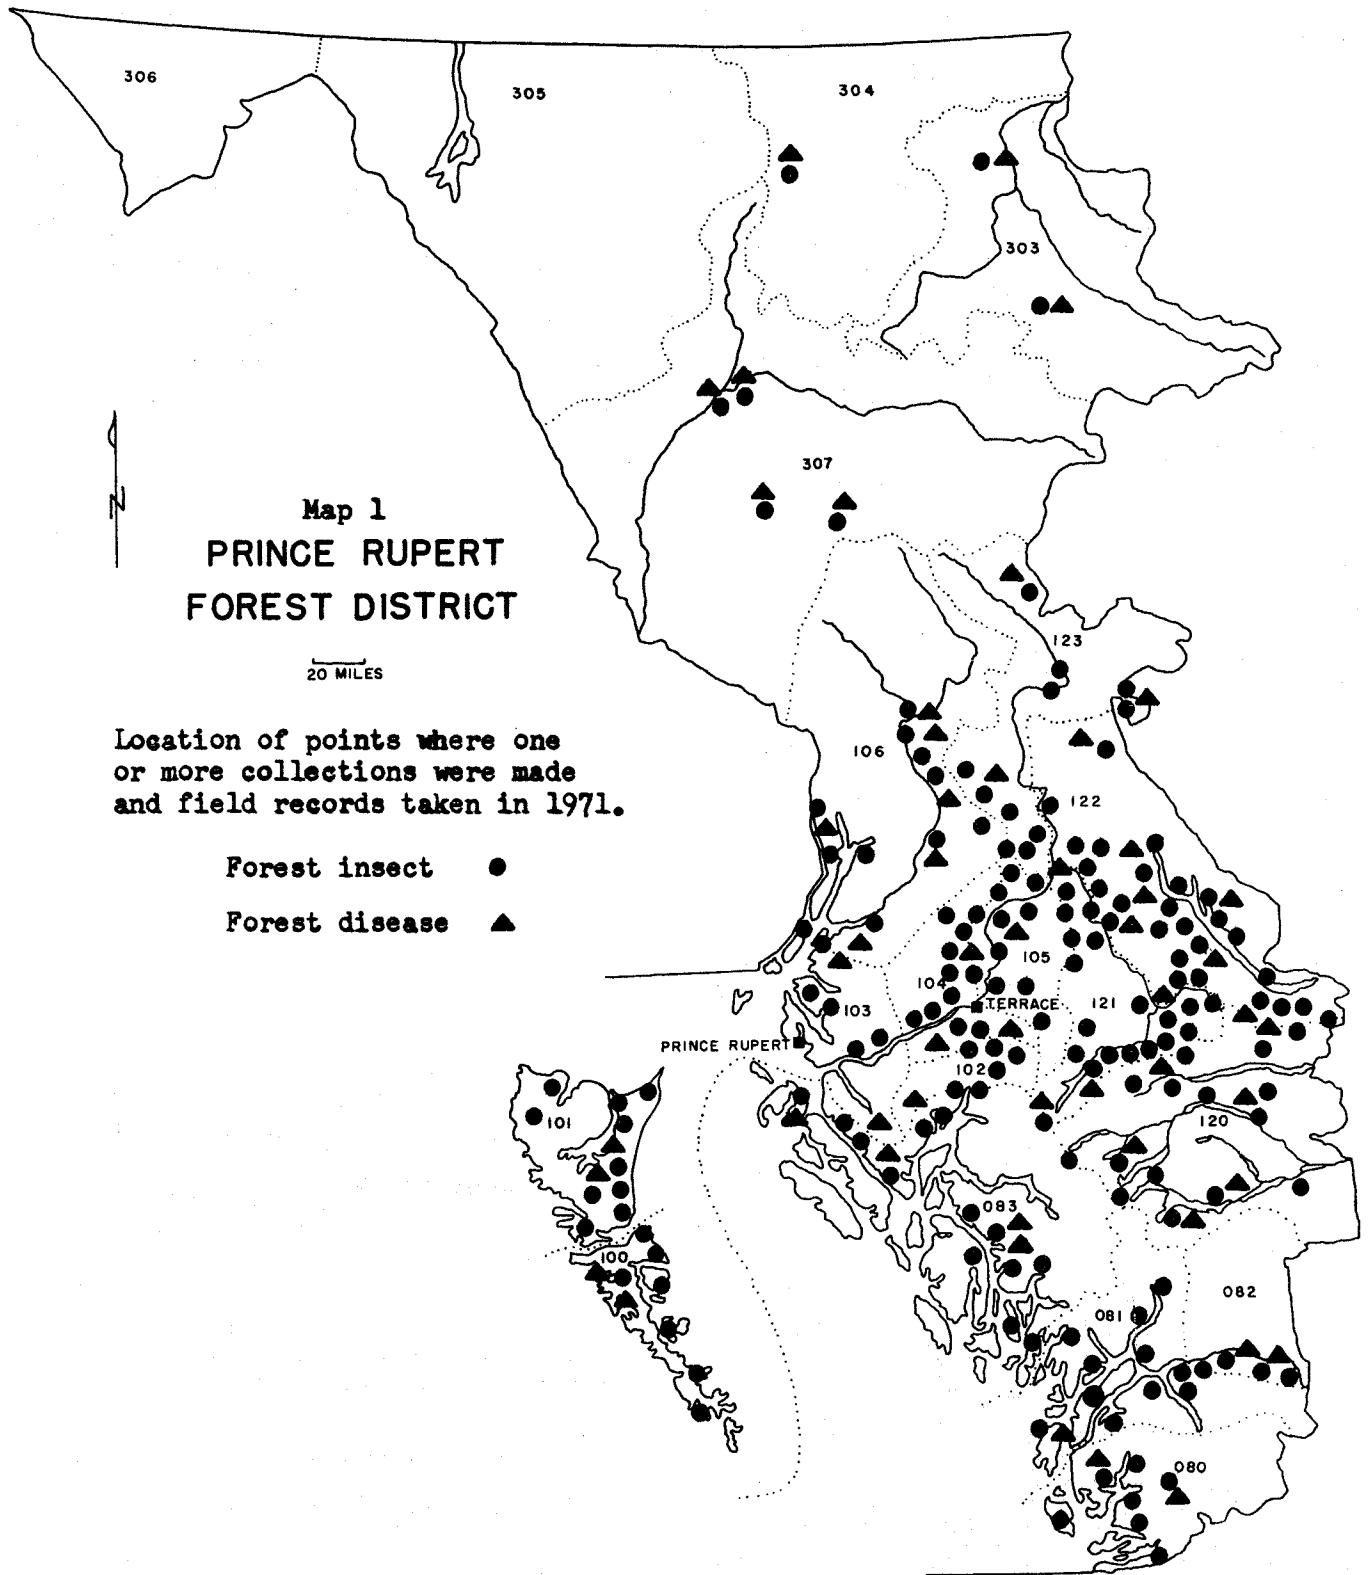 306
305
304
303
307
N
Map 1
PRINCE RUPERT
FOREST DISTRICT
20 MILES
Location of points where one
or more collections were made
and field records taken in 1971.
Forest insect
Forest disease
123
106
122
105
104
TERRACE
121
103
PRINCE RUPERT
102
101
120
083
100
082
081
080